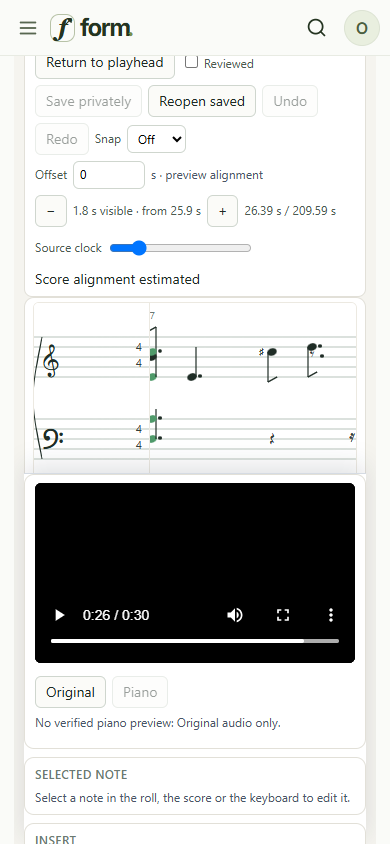 form.
O
Return to playhead Reviewed
Save privately Reopen saved Undo
Redo Snap Off
Offset 0 s · preview alignment
− 1.8 s visible · from 25.9 s + 26.39 s / 209.59 s
Source clock
Score alignment estimated
7
4
4
4
4
0:26 / 0:30
Original Piano
No verified piano preview: Original audio only.
SELECTED NOTE
Select a note in the roll, the score or the keyboard to edit it.
INSERT